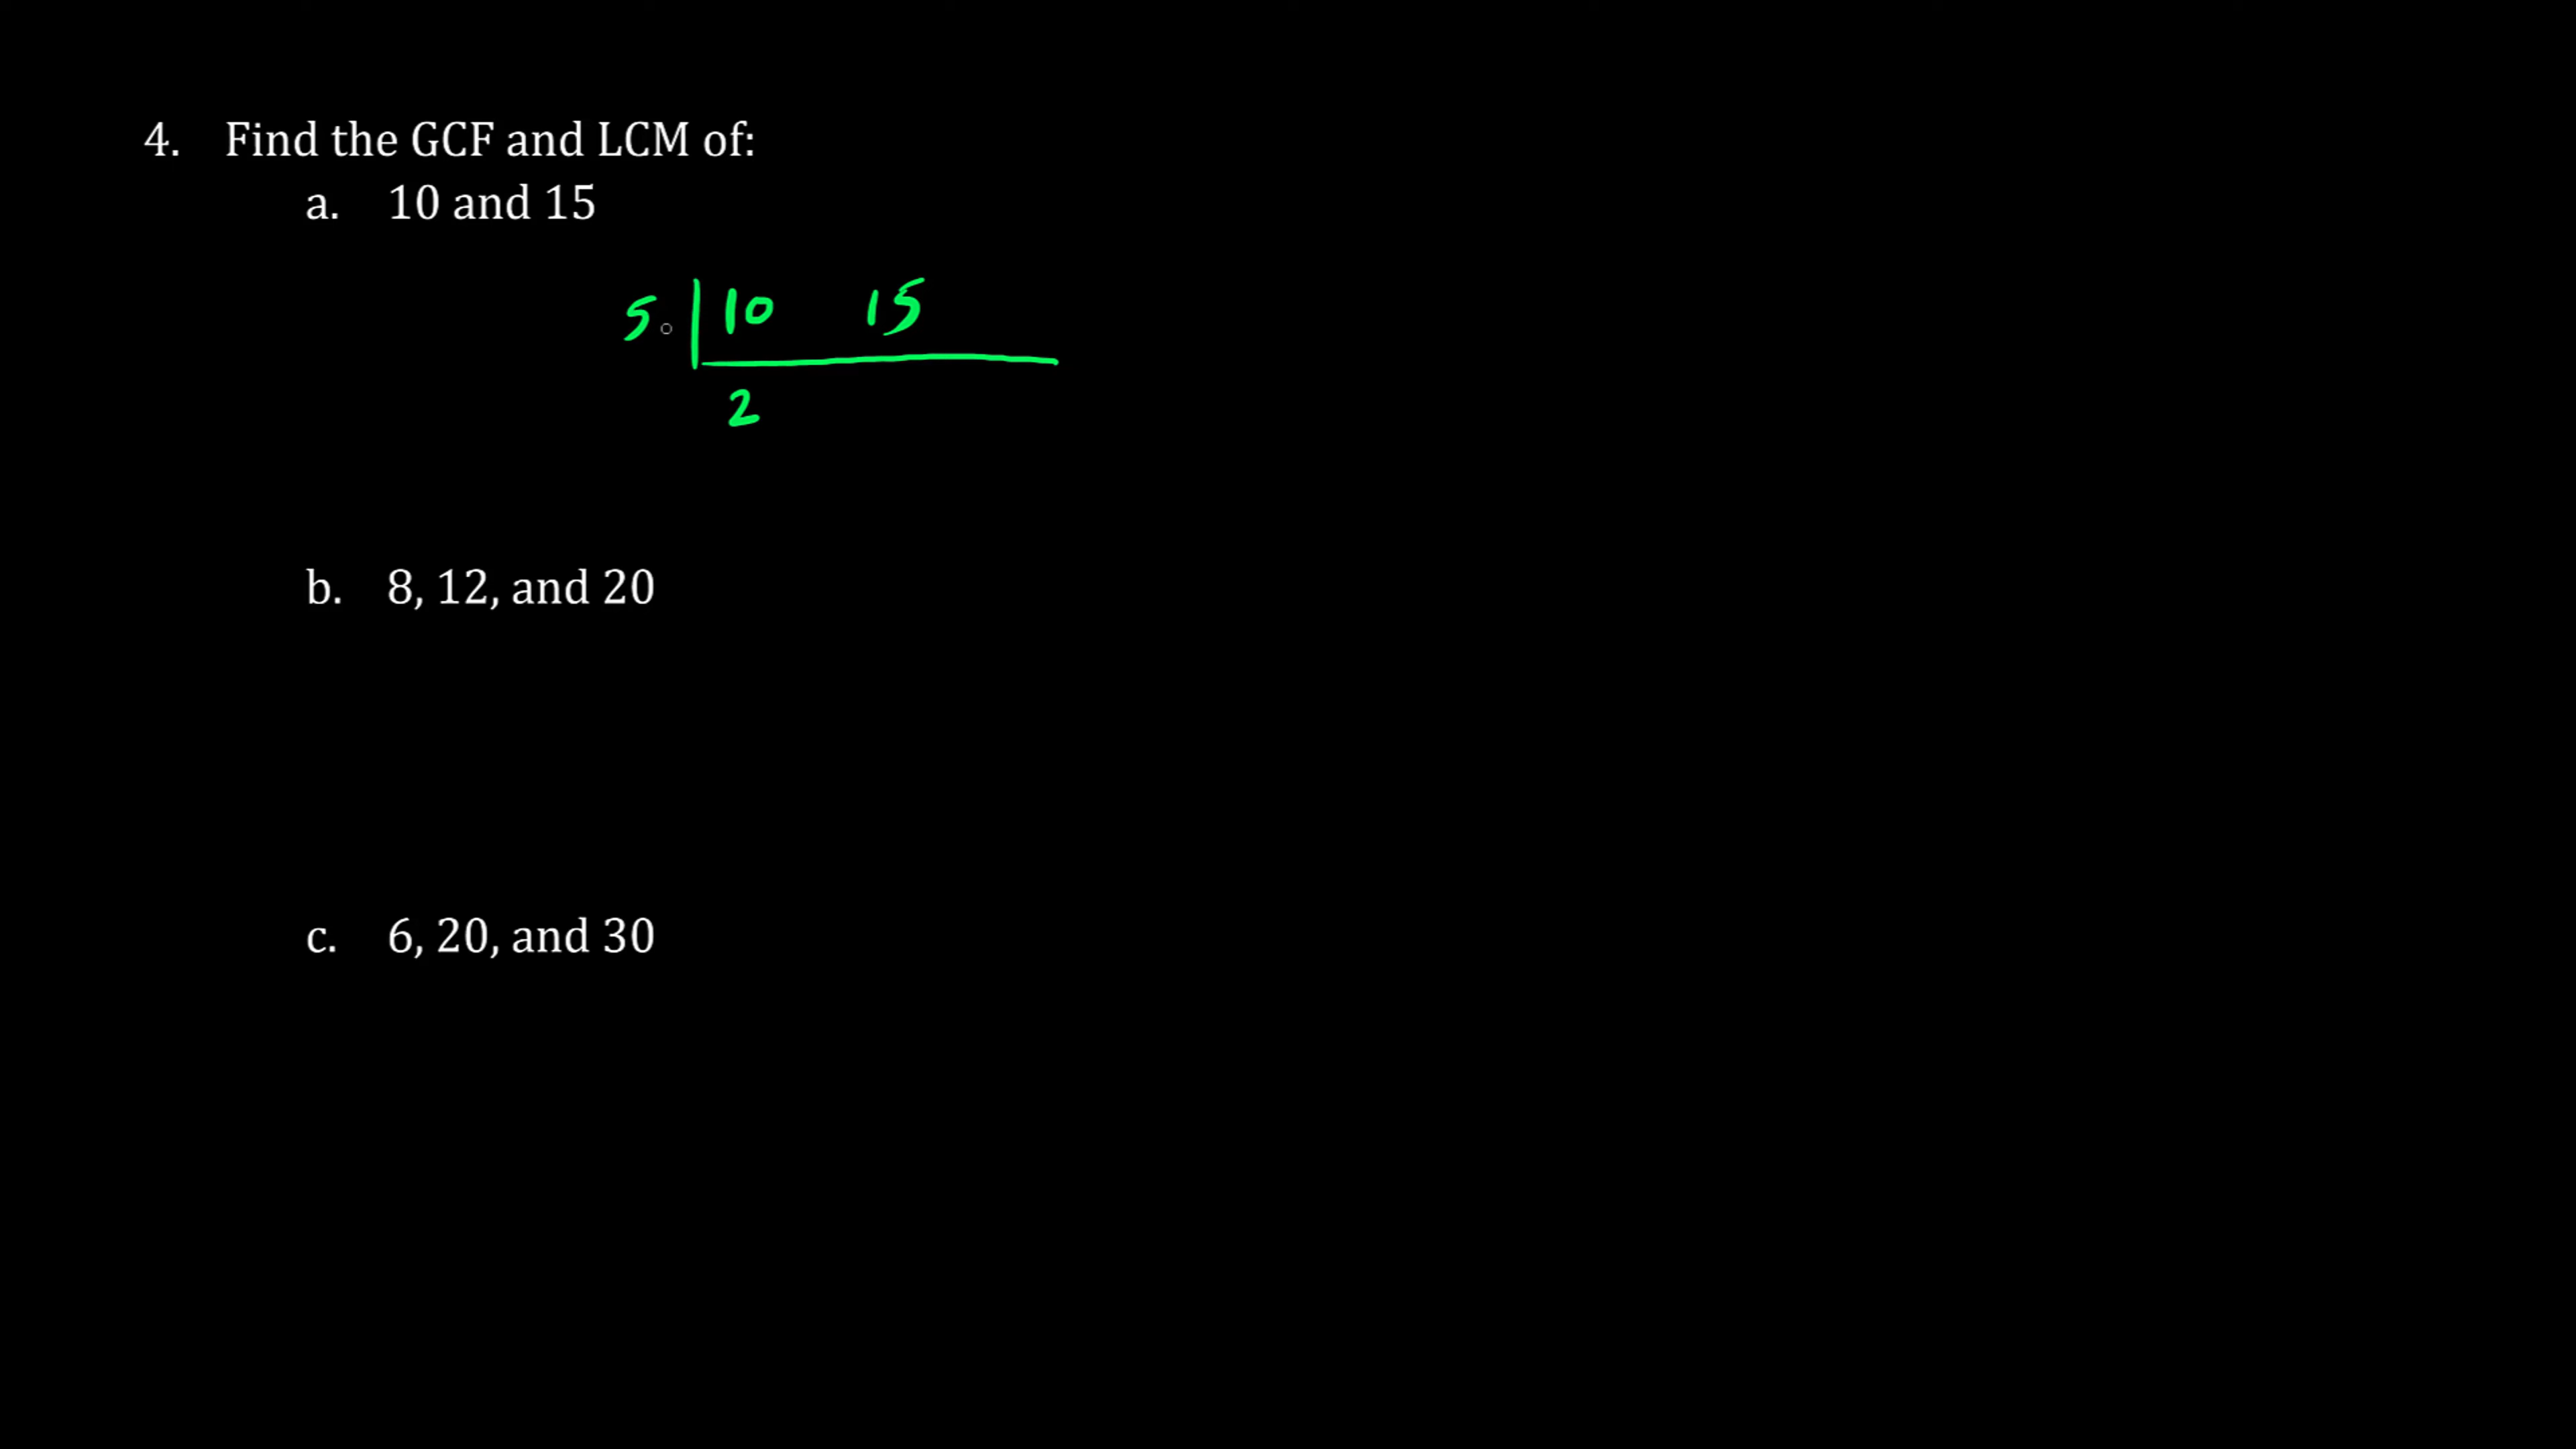 4. Find the GCF and LCM of:
a. 10 and 15
5. 10 15
2
b. 8, 12, and 20
c. 6, 20, and 30